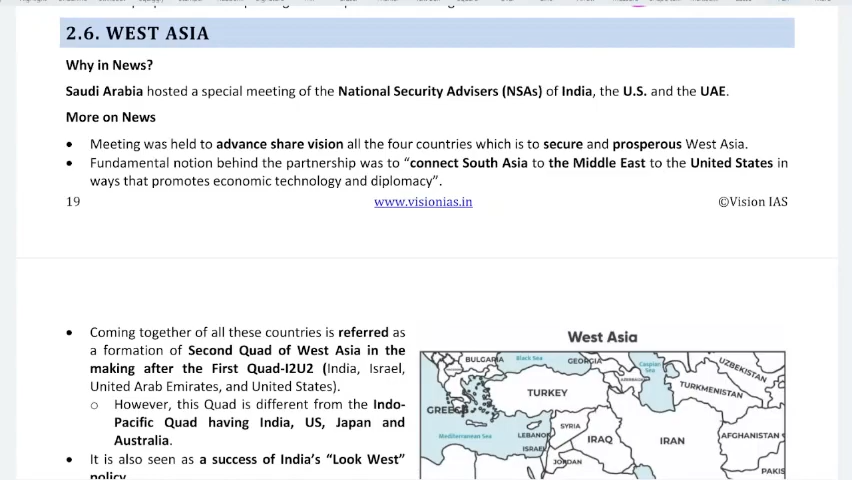 2.6. WEST ASIA
Why in News?
Saudi Arabia hosted a special meeting of the National Security Advisers (NSAs) of India, the U.S. and the UAE.
More on News
• Meeting was held to advance share vision all the four countries which is to secure and prosperous West Asia.
• Fundamental notion behind the partnership was to “connect South Asia to the Middle East to the United States in
ways that promotes economic technology and diplomacy”.
19 www.visionias.in ©Vision IAS
• Coming together of all these countries is referred as
a formation of Second Quad of West Asia in the
making after the First Quad-I2U2 (India, Israel,
United Arab Emirates, and United States).
o However, this Quad is different from the Indo-
Pacific Quad having India, US, Japan and
Australia.
• It is also seen as a success of India’s “Look West”
policy
West Asia
BULGARIA Black Sea GEORGIA Caspian Sea UZBEKISTAN
AZERBAIJAN TURKMENISTAN
GREECE TURKEY
Mediterranean Sea LEBANON SYRIA IRAQ IRAN AFGHANISTAN
ISRAEL
JORDAN PAKIS